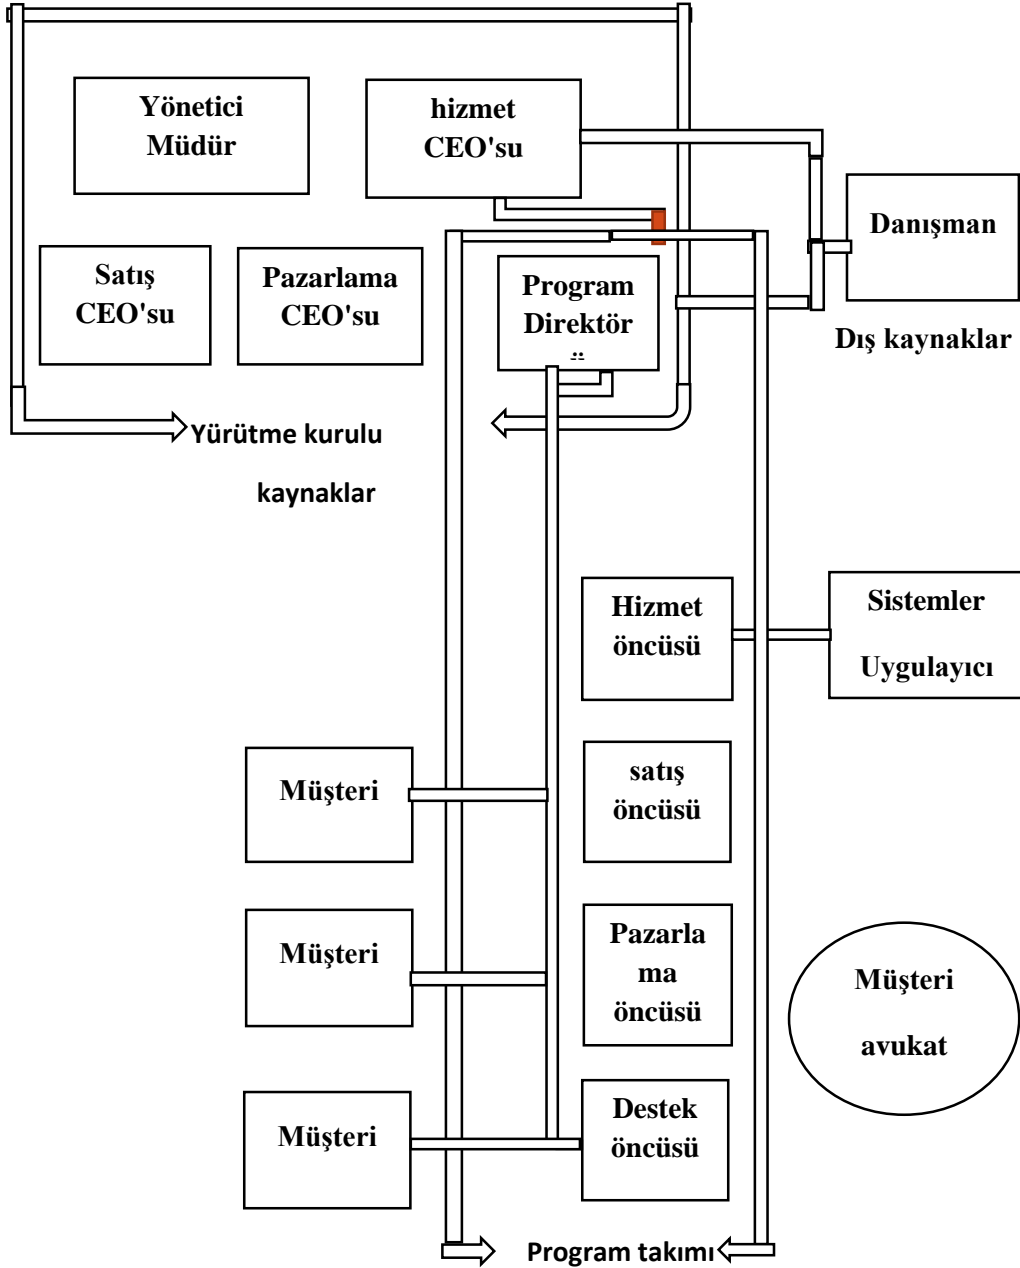 Yönetici
Müdür
hizmet
CEO'su
Danışman
Satış
CEO'su
Pazarlama
CEO'su
Program
Direktör
Dış kaynaklar
Yürütme kurulu
kaynaklar
Hizmet
öncüsü
Sistemler
Uygulayıcı
Müşteri
satış
öncüsü
Müşteri
Pazarla
ma
öncüsü
Müşteri
avukat
Müşteri
Destek
öncüsü
Program takımı